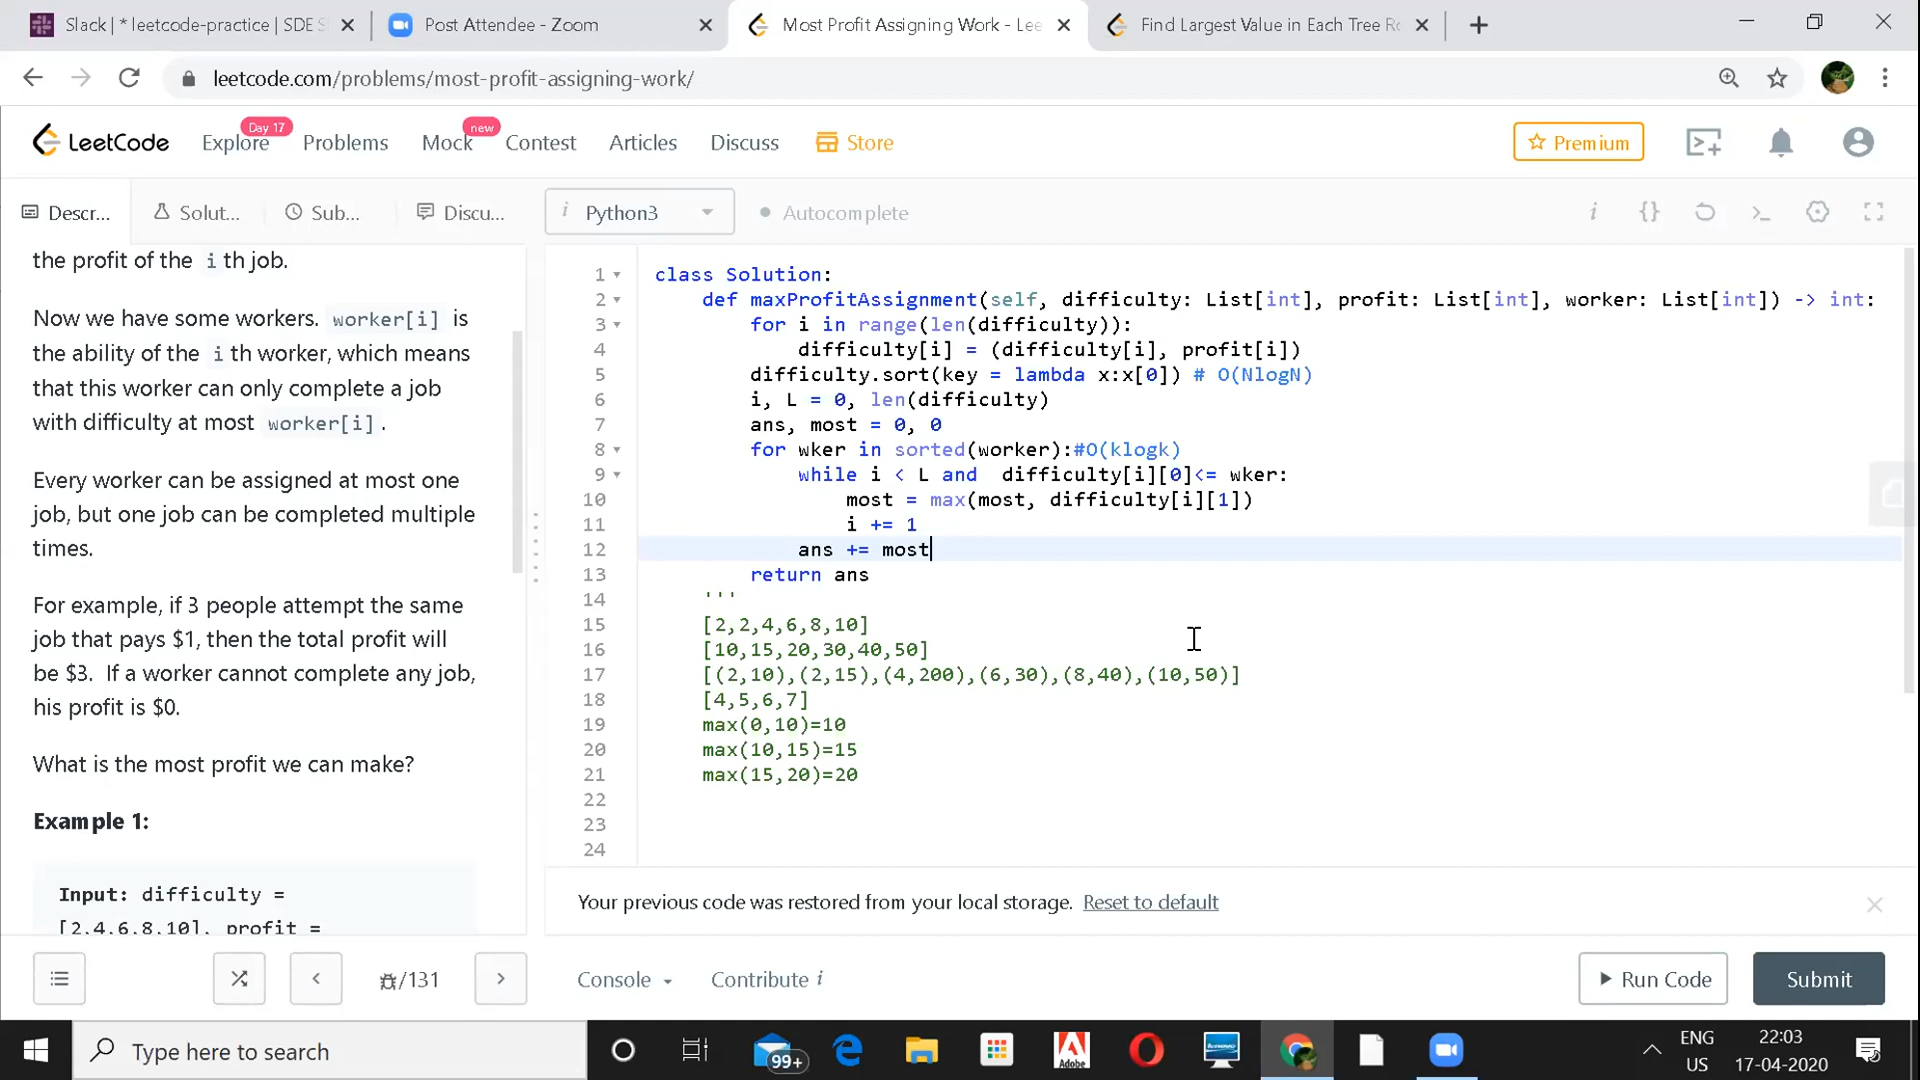 Slack | * leetcode-practice | SDE S
Post Attendee - Zoom
Most Profit Assigning Work - Lee
Find Largest Value in Each Tree Ro
leetcode.com/problems/most-profit-assigning-work/
LeetCode
Explore
Day 17
Problems
Mock
new
Contest
Articles
Discuss
Store
Premium
Descr...
Solut...
Sub...
Discu...
i Python3
Autocomplete
the profit of the i th job.
Now we have some workers. worker[i] is
the ability of the i th worker, which means
that this worker can only complete a job
with difficulty at most worker[i].
Every worker can be assigned at most one
job, but one job can be completed multiple
times.
For example, if 3 people attempt the same
job that pays $1, then the total profit will
be $3. If a worker cannot complete any job,
his profit is $0.
What is the most profit we can make?
Example 1:
Input: difficulty =
[2,4,6,8,10], profit =
1 class Solution:
2 def maxProfitAssignment(self, difficulty: List[int], profit: List[int], worker: List[int]) -> int:
3 for i in range(len(difficulty)):
4 difficulty[i] = (difficulty[i], profit[i])
5 difficulty.sort(key = lambda x:x[0]) # O(NlogN)
6 i, L = 0, len(difficulty)
7 ans, most = 0, 0
8 for wker in sorted(worker):#O(klogk)
9 while i < L and  difficulty[i][0]<= wker:
10 most = max(most, difficulty[i][1])
11 i += 1
12 ans += most
13 return ans
14 '''
15 [2,2,4,6,8,10]
16 [10,15,20,30,40,50]
17 [(2,10),(2,15),(4,200),(6,30),(8,40),(10,50)]
18 [4,5,6,7]
19 max(0,10)=10
20 max(10,15)=15
21 max(15,20)=20
22
23
24
Your previous code was restored from your local storage. Reset to default
/131
Console
Contribute i
Run Code
Submit
Type here to search
99+
Adobe
ENG
US
22:03
17-04-2020